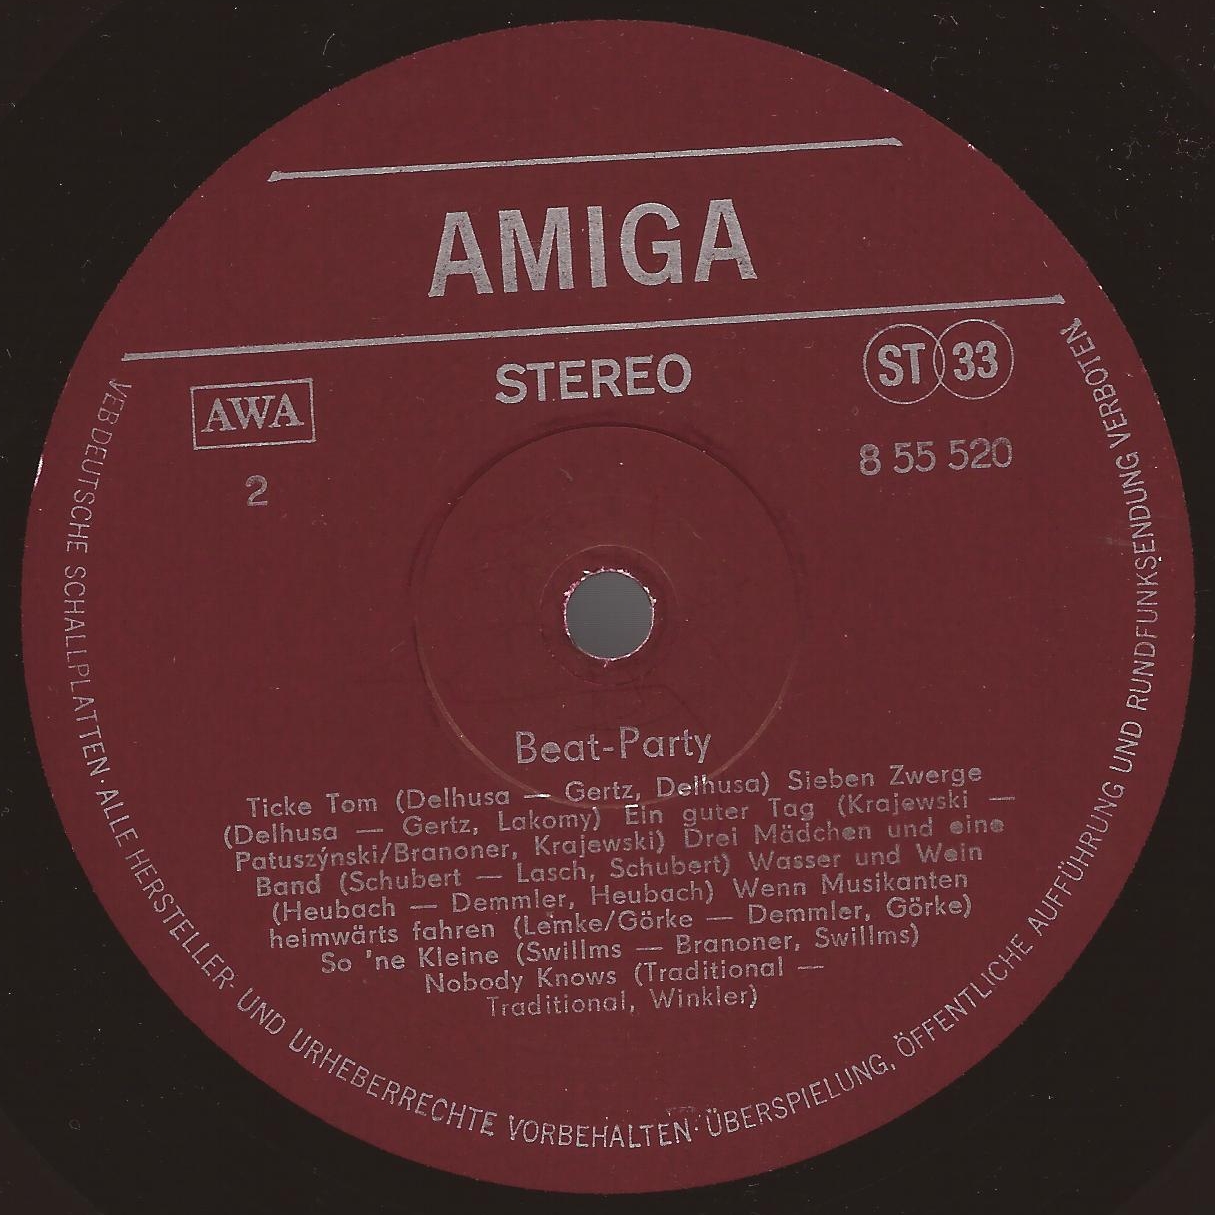 AMIGA
STEREO
ST 33
AWA
8 55 520
2
Beat-Party
Ticke Tom (Delhusa — Gertz, Delhusa) Sieben Zwerge
(Delhusa — Gertz, Lakomy) Ein guter Tag (Krajewski —
Patuszýnski/Branoner, Krajewski) Drei Mädchen und eine
Band (Schubert — Lasch, Schubert) Wasser und Wein
(Heubach — Demmler, Heubach) Wenn Musikanten
heimwärts fahren (Lemke/Görke — Demmler, Görke)
So 'ne Kleine (Swillms — Branoner, Swillms)
Nobody Knows (Traditional —
Traditional, Winkler)
VEB DEUTSCHE SCHALLPLATTEN · ALLE HERSTELLER- UND URHEBERRECHTE VORBEHALTEN · ÜBERSPIELUNG, ÖFFENTLICHE AUFFÜHRUNG UND RUNDFUNKSENDUNG VERBOTEN